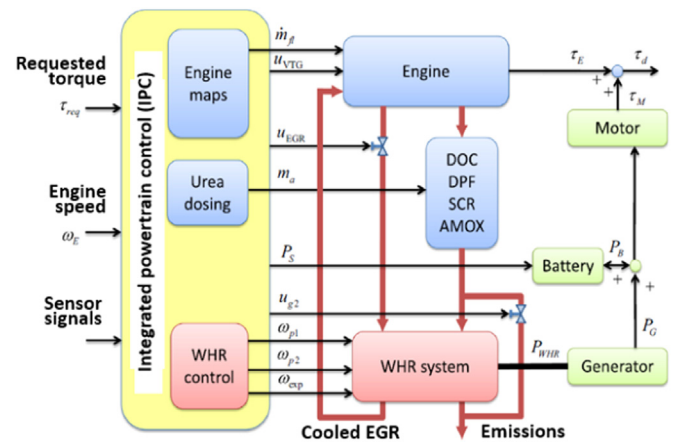 Requested
torque
τreq
Engine
speed
ωE
Sensor
signals
Integrated powertrain control (IPC)
Engine
maps
Urea
dosing
WHR
control
ṁfl
uVTG
uEGR
ma
PS
ug2
ωp1
ωp2
ωexp
Engine
DOC
DPF
SCR
AMOX
WHR system
Cooled EGR
Emissions
τE
τd
+
+
τM
Motor
Battery
PB
+
+
PG
PWHR
Generator